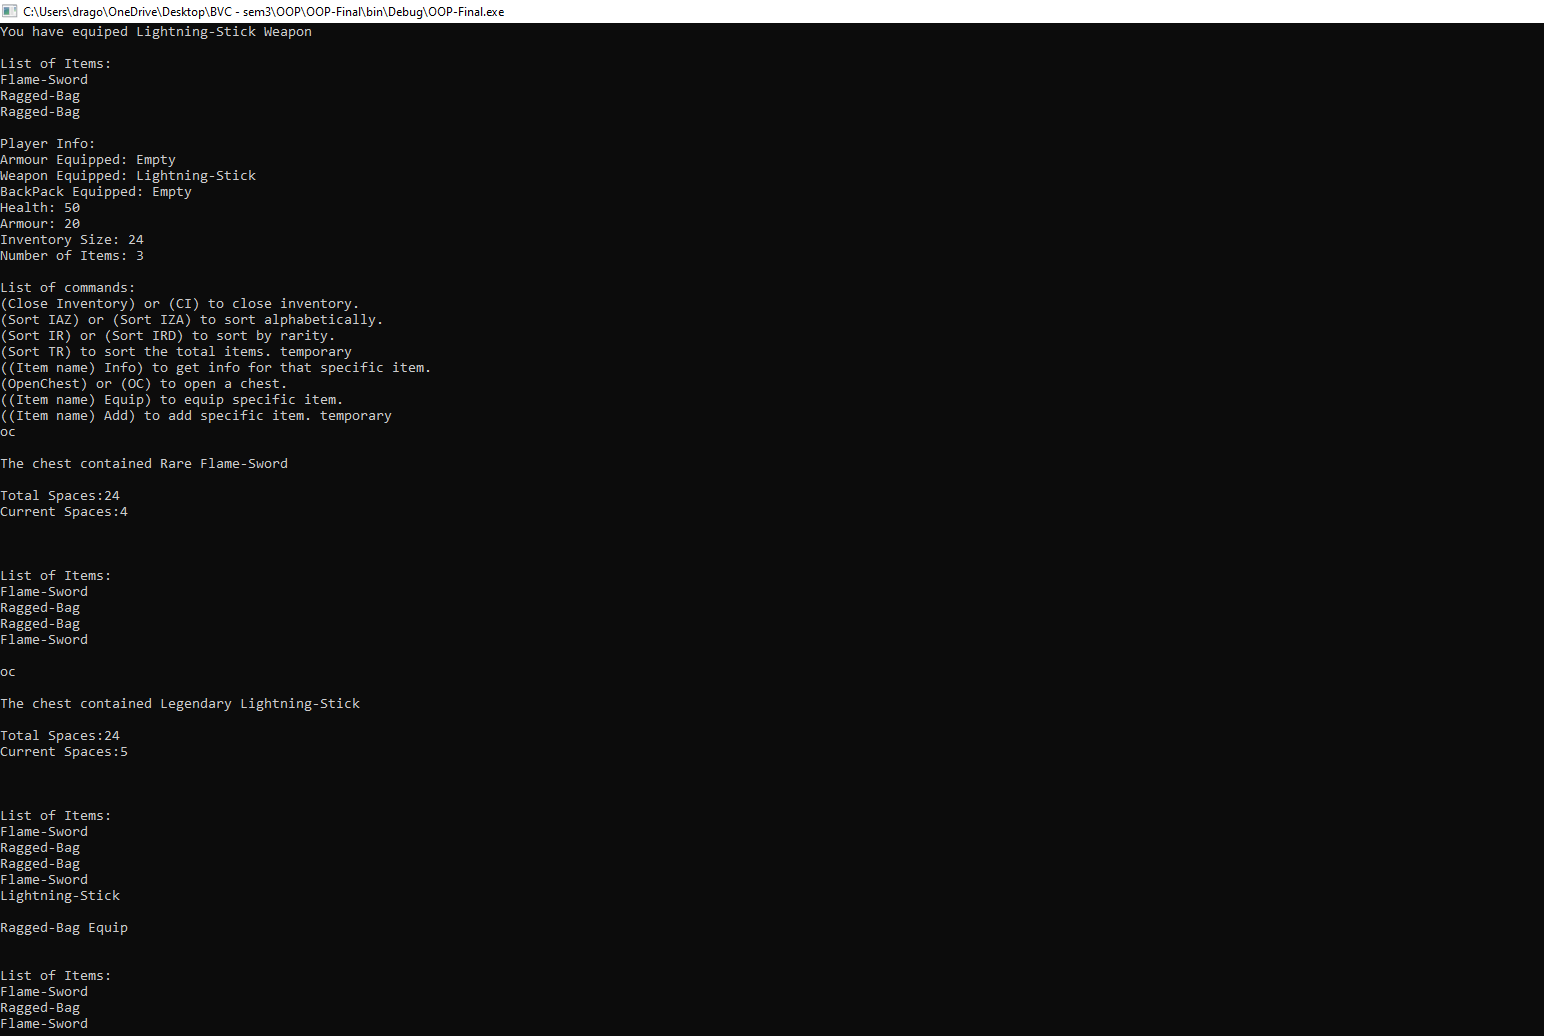 C:\Users\drago\OneDrive\Desktop\BVC - sem3\OOP\OOP-Final\bin\Debug\OOP-Final.exe
You have equiped Lightning-Stick Weapon
List of Items:
Flame-Sword
Ragged-Bag
Ragged-Bag
Player Info:
Armour Equipped: Empty
Weapon Equipped: Lightning-Stick
BackPack Equipped: Empty
Health: 50
Armour: 20
Inventory Size: 24
Number of Items: 3
List of commands:
(Close Inventory) or (CI) to close inventory.
(Sort IAZ) or (Sort IZA) to sort alphabetically.
(Sort IR) or (Sort IRD) to sort by rarity.
(Sort TR) to sort the total items. temporary
((Item name) Info) to get info for that specific item.
(OpenChest) or (OC) to open a chest.
((Item name) Equip) to equip specific item.
((Item name) Add) to add specific item. temporary
oc
The chest contained Rare Flame-Sword
Total Spaces:24
Current Spaces:4
List of Items:
Flame-Sword
Ragged-Bag
Ragged-Bag
Flame-Sword
oc
The chest contained Legendary Lightning-Stick
Total Spaces:24
Current Spaces:5
List of Items:
Flame-Sword
Ragged-Bag
Ragged-Bag
Flame-Sword
Lightning-Stick
Ragged-Bag Equip
List of Items:
Flame-Sword
Ragged-Bag
Flame-Sword